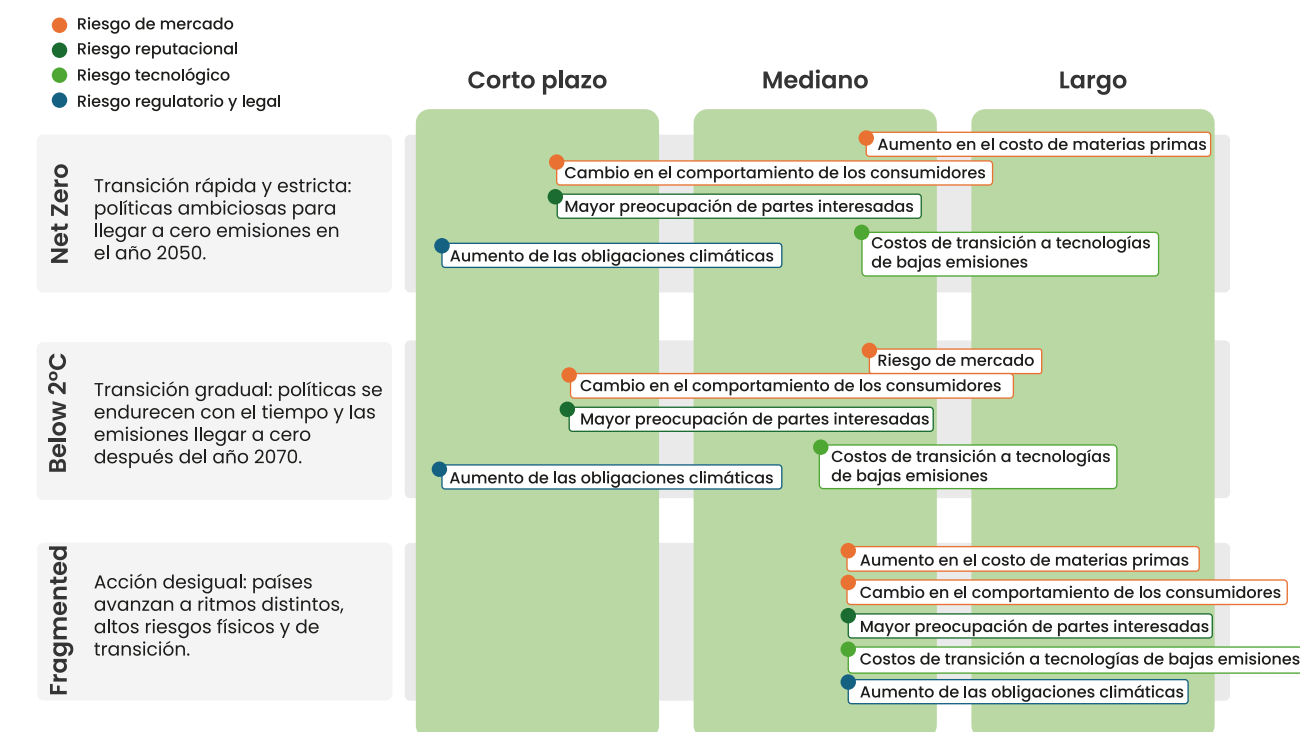 Riesgo de mercado
Riesgo reputacional
Riesgo tecnológico
Riesgo regulatorio y legal
Corto plazo
Mediano
Largo
Net Zero
Transición rápida y estricta:
políticas ambiciosas para
llegar a cero emisiones en
el año 2050.
Aumento en el costo de materias primas
Cambio en el comportamiento de los consumidores
Mayor preocupación de partes interesadas
Aumento de las obligaciones climáticas
Costos de transición a tecnologías
de bajas emisiones
Below 2°C
Transición gradual: políticas se
endurecen con el tiempo y las
emisiones llegar a cero
después del año 2070.
Riesgo de mercado
Cambio en el comportamiento de los consumidores
Mayor preocupación de partes interesadas
Costos de transición a tecnologías
de bajas emisiones
Aumento de las obligaciones climáticas
Fragmented
Acción desigual: países
avanzan a ritmos distintos,
altos riesgos físicos y de
transición.
Aumento en el costo de materias primas
Cambio en el comportamiento de los consumidores
Mayor preocupación de partes interesadas
Costos de transición a tecnologías de bajas emisiones
Aumento de las obligaciones climáticas